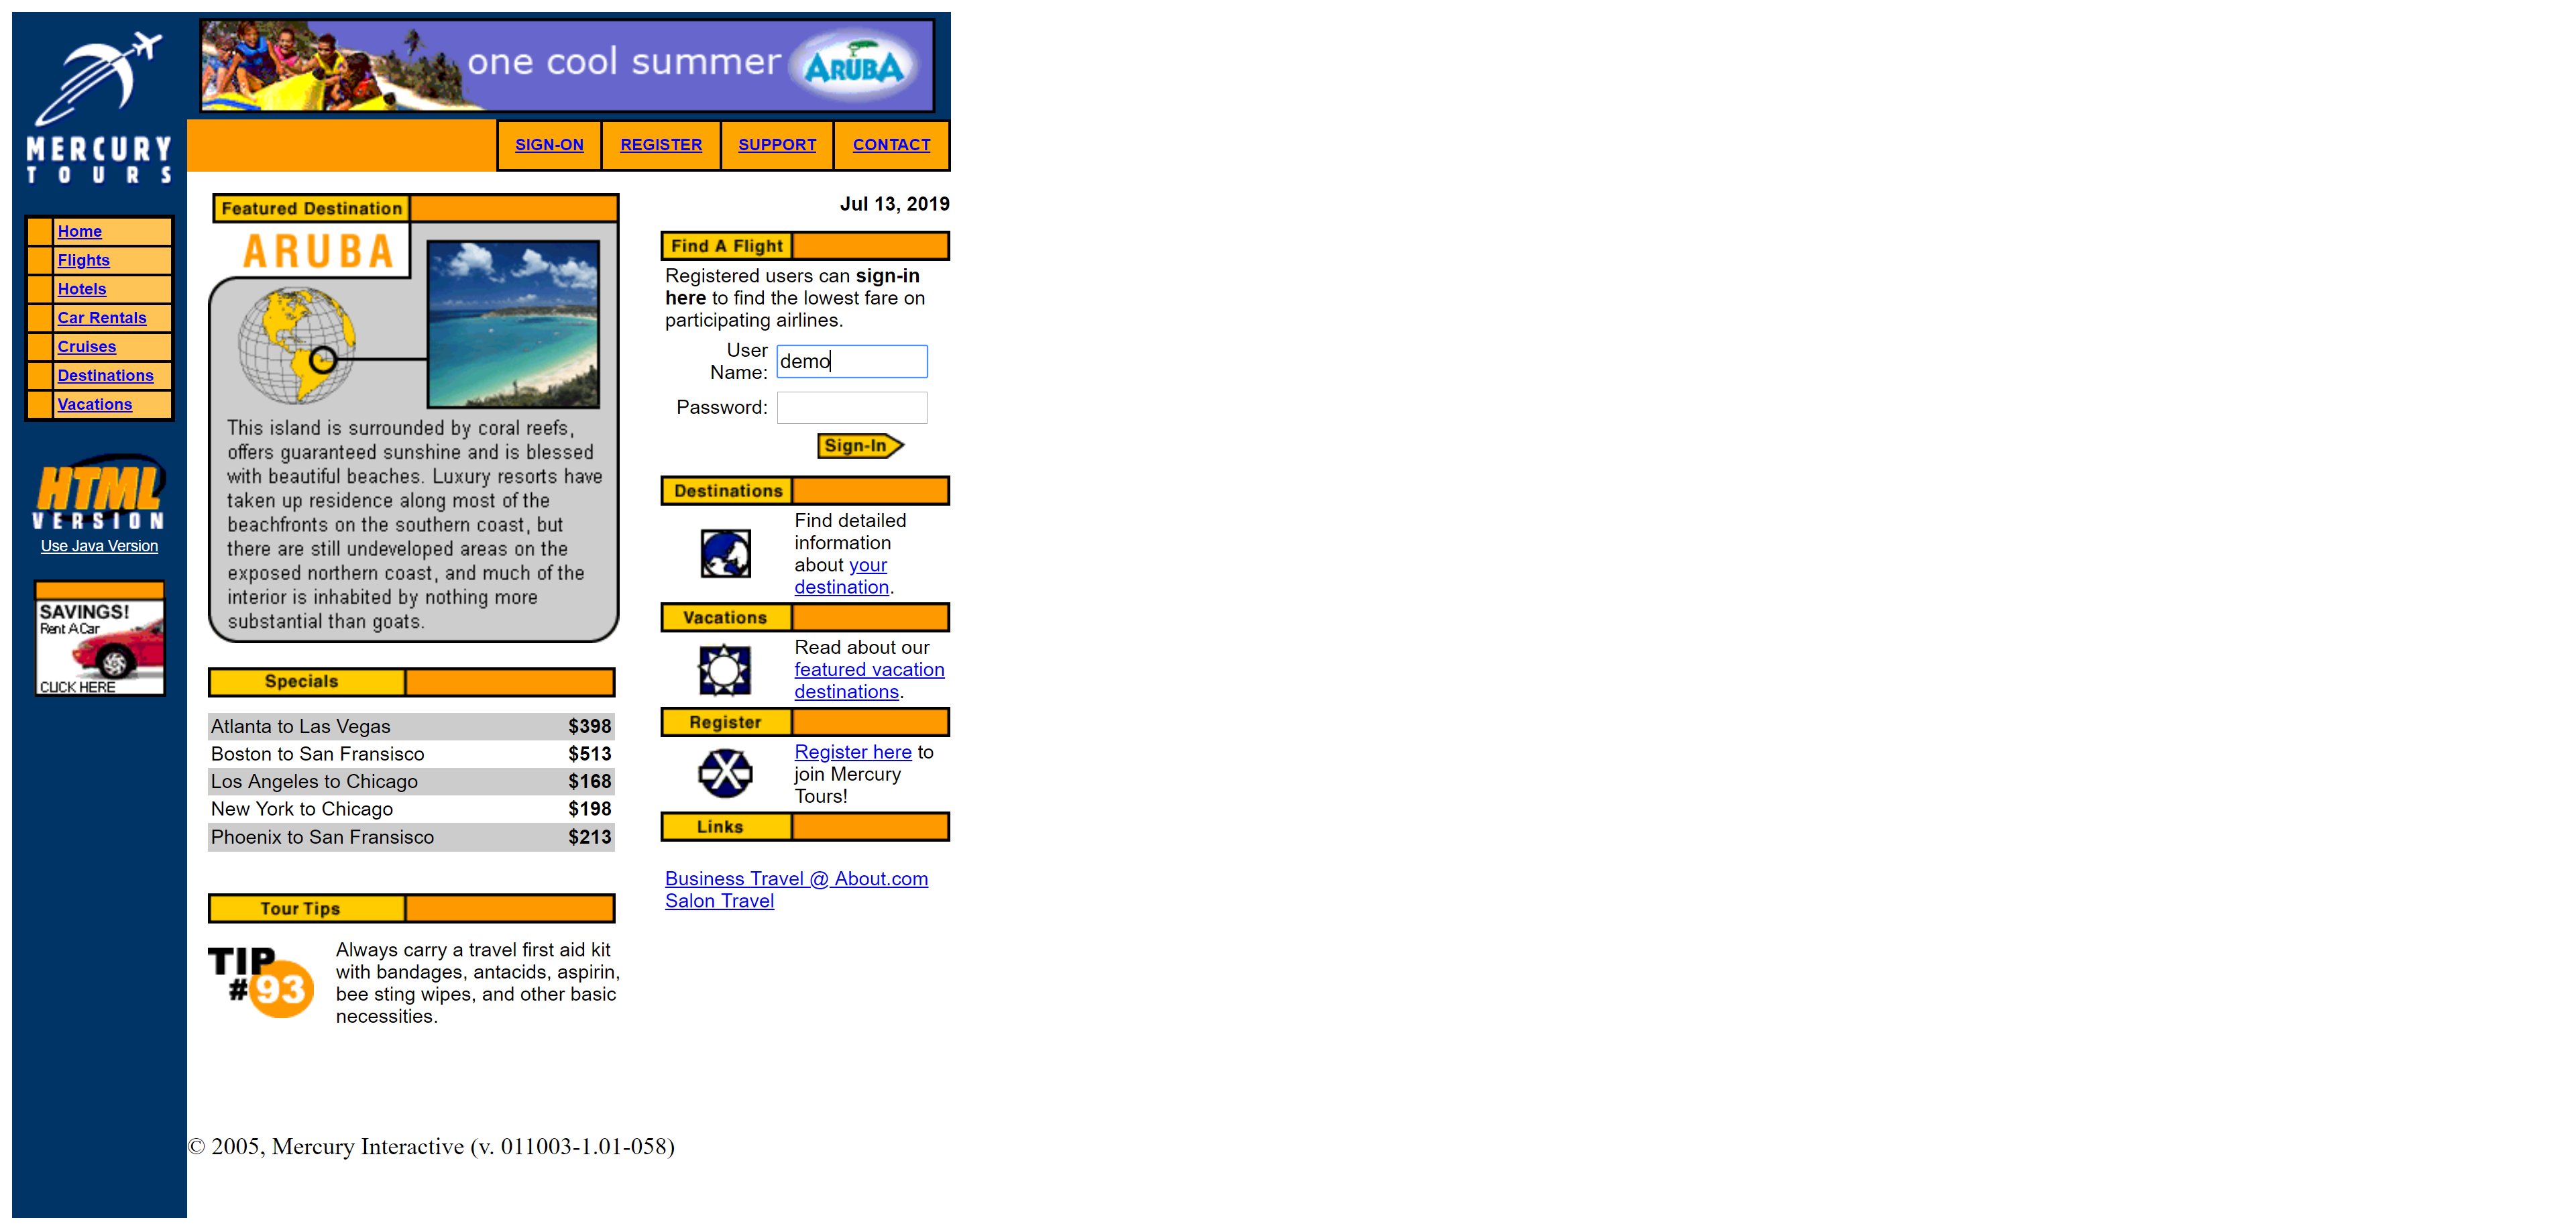 one cool summer ARUBA
MERCURY
TOURS
SIGN-ON REGISTER SUPPORT CONTACT
Home
Flights
Hotels
Car Rentals
Cruises
Destinations
Vacations
HTML
VERSION
Use Java Version
SAVINGS!
Rent A Car
CLICK HERE
Featured Destination
ARUBA
This island is surrounded by coral reefs,
offers guaranteed sunshine and is blessed
with beautiful beaches. Luxury resorts have
taken up residence along most of the
beachfronts on the southern coast, but
there are still undeveloped areas on the
exposed northern coast, and much of the
interior is inhabited by nothing more
substantial than goats.
Specials
Atlanta to Las Vegas $398
Boston to San Fransisco $513
Los Angeles to Chicago $168
New York to Chicago $198
Phoenix to San Fransisco $213
Tour Tips
TIP
#93
Always carry a travel first aid kit
with bandages, antacids, aspirin,
bee sting wipes, and other basic
necessities.
Jul 13, 2019
Find A Flight
Registered users can sign-in
here to find the lowest fare on
participating airlines.
User
Name: demo
Password:
Sign-In
Destinations
Find detailed
information
about your
destination.
Vacations
Read about our
featured vacation
destinations.
Register
Register here to
join Mercury
Tours!
Links
Business Travel @ About.com
Salon Travel
© 2005, Mercury Interactive (v. 011003-1.01-058)